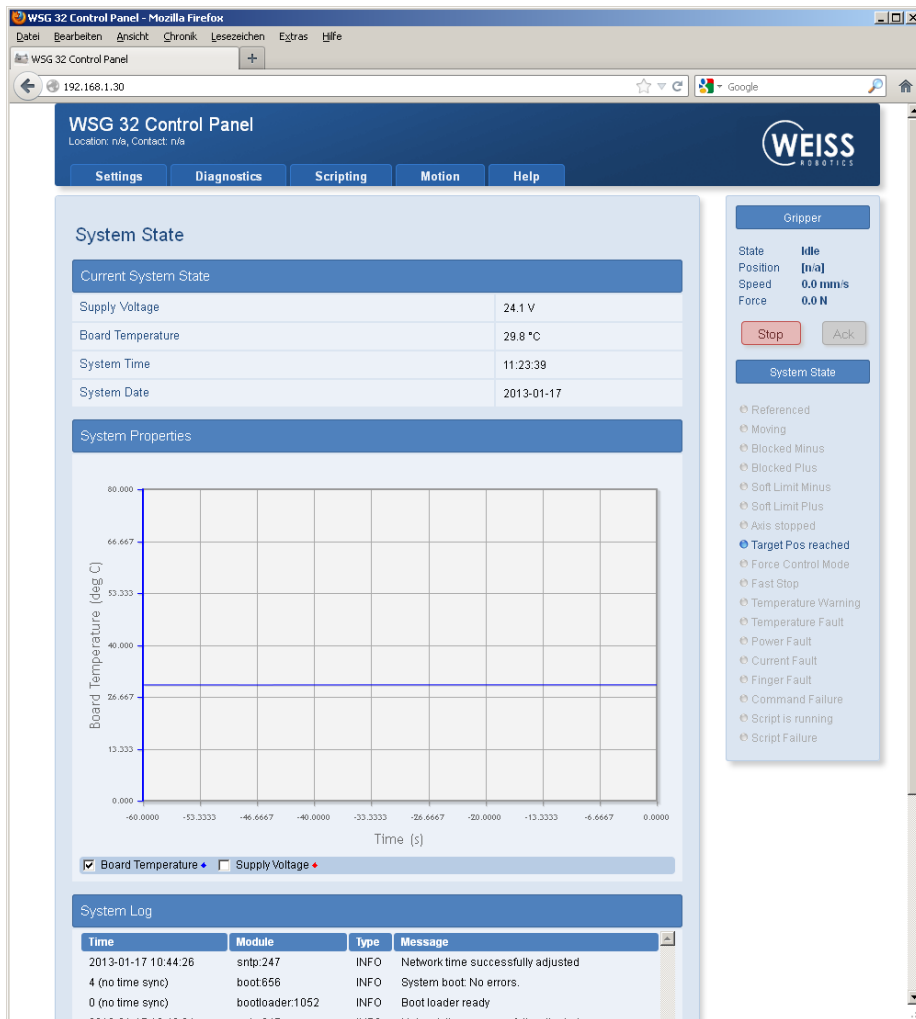 WSG 32 Control Panel - Mozilla Firefox
Datei Bearbeiten Ansicht Chronik Lesezeichen Extras Hilfe
WSG 32 Control Panel +
192.168.1.30 Google
WSG 32 Control Panel
Location: n/a, Contact: n/a
WEISS
ROBOTICS
Settings Diagnostics Scripting Motion Help
System State
Current System State
Supply Voltage 24.1 V
Board Temperature 29.8 °C
System Time 11:23:39
System Date 2013-01-17
System Properties
80.000
66.667
53.333
40.000
26.667
13.333
0.000
Board Temperature (deg C)
-60.0000 -53.3333 -46.6667 -40.0000 -33.3333 -26.6667 -20.0000 -13.3333 -6.6667 0.0000
Time (s)
Board Temperature Supply Voltage
System Log
Time Module Type Message
2013-01-17 10:44:26 sntp:247 INFO Network time successfully adjusted
4 (no time sync) boot:656 INFO System boot: No errors.
0 (no time sync) bootloader:1052 INFO Boot loader ready
Gripper
State Idle
Position [n/a]
Speed 0.0 mm/s
Force 0.0 N
Stop Ack
System State
Referenced
Moving
Blocked Minus
Blocked Plus
Soft Limit Minus
Soft Limit Plus
Axis stopped
Target Pos reached
Force Control Mode
Fast Stop
Temperature Warning
Temperature Fault
Power Fault
Current Fault
Finger Fault
Command Failure
Script is running
Script Failure